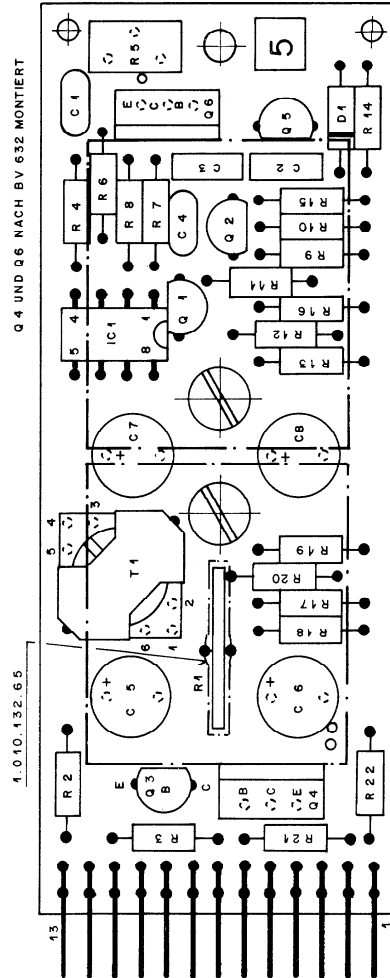 Q 4 UND Q 6 NACH BV 632 MONTIERT
R 5
5
C 1
E
C
B
Q 6
Q 5
D 1
R 14
R 4
R 6
R 8
R 7
C 3
C 2
C 4
Q 2
R 15
R 10
R 9
R 11
R 16
R 12
R 13
4
5
IC 1
1
8
Q 1
C 7
C 8
4
5
3
T 1
2
1
6
R 19
R 20
R 17
R 18
R 1
1.010.132.65
C 5
C 6
R 2
E
Q 3
B
C
B
C
E
Q 4
R 22
R 3
R 21
13
1